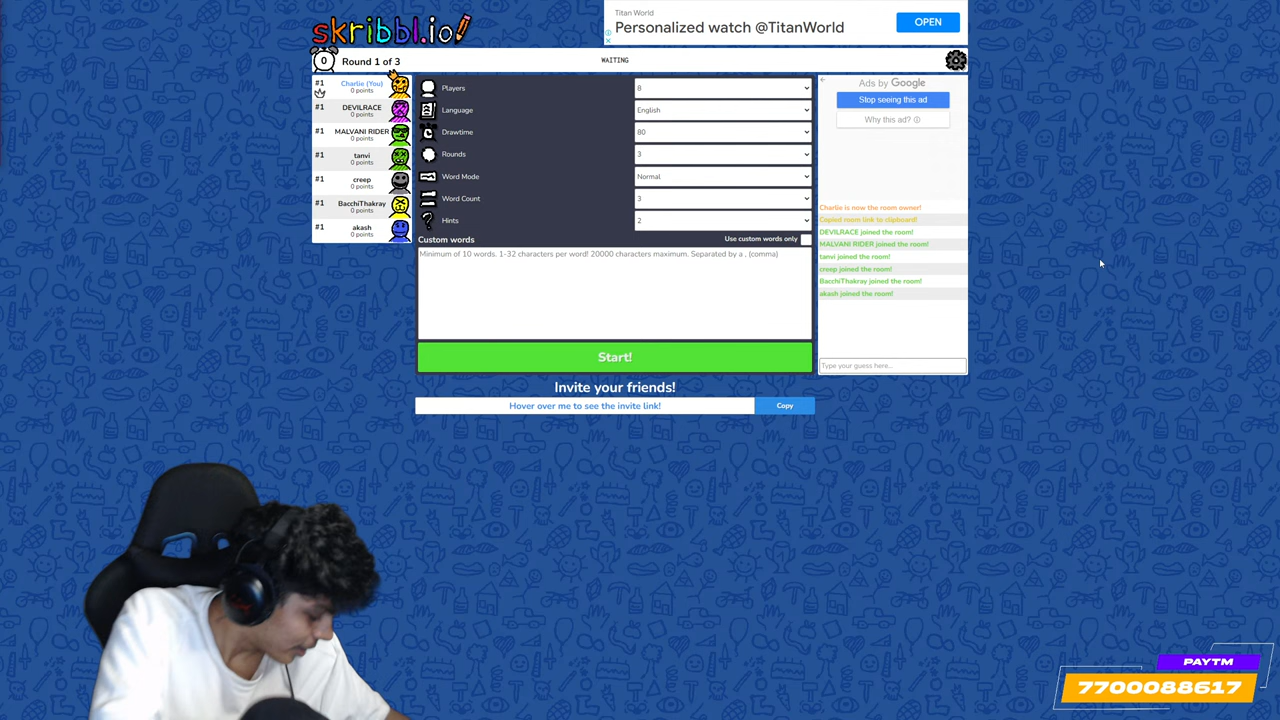 Titan World
Personalized watch @TitanWorld
OPEN
skribbl.io
0
Round 1 of 3
WAITING
#1
Charlie (You)
0 points
#1
DEVILRACE
0 points
#1
MALVANI RIDER
0 points
#1
tanvi
0 points
#1
creep
0 points
#1
BacchiThakray
0 points
#1
akash
0 points
Players
8
Language
English
Drawtime
80
Rounds
3
Word Mode
Normal
Word Count
3
Hints
2
Custom words
Use custom words only
Minimum of 10 words. 1-32 characters per word! 20000 characters maximum. Separated by a , (comma)
Start!
Invite your friends!
Hover over me to see the invite link!
Copy
Ads by Google
Stop seeing this ad
Why this ad?
Charlie is now the room owner!
Copied room link to clipboard!
DEVILRACE joined the room!
MALVANI RIDER joined the room!
tanvi joined the room!
creep joined the room!
BacchiThakray joined the room!
akash joined the room!
Type your guess here...
PAYTM
7700088617